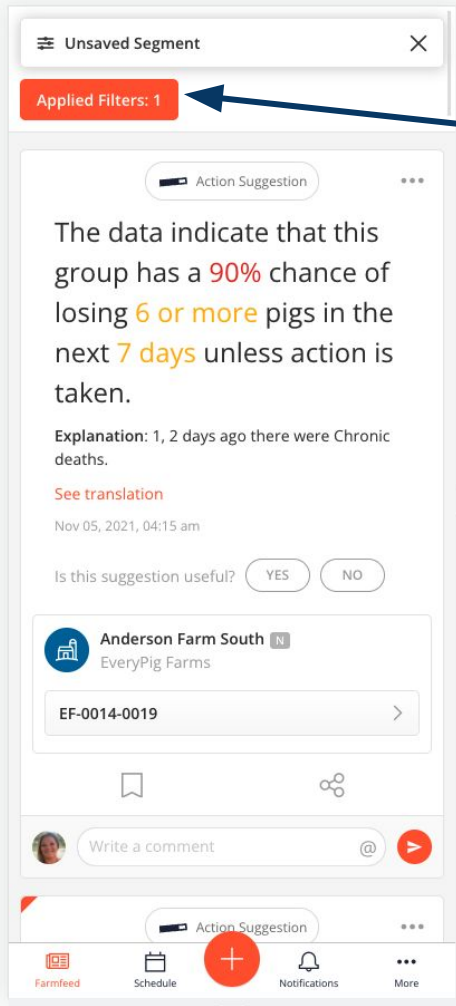 Unsaved Segment
Applied Filters: 1
Action Suggestion
The data indicate that this
group has a 90% chance of
losing 6 or more pigs in the
next 7 days unless action is
taken.
Explanation: 1, 2 days ago there were Chronic
deaths.
See translation
Nov 05, 2021, 04:15 am
Is this suggestion useful? YES NO
Anderson Farm South N
EveryPig Farms
EF-0014-0019
Write a comment @
Action Suggestion
Farmfeed Schedule Notifications More